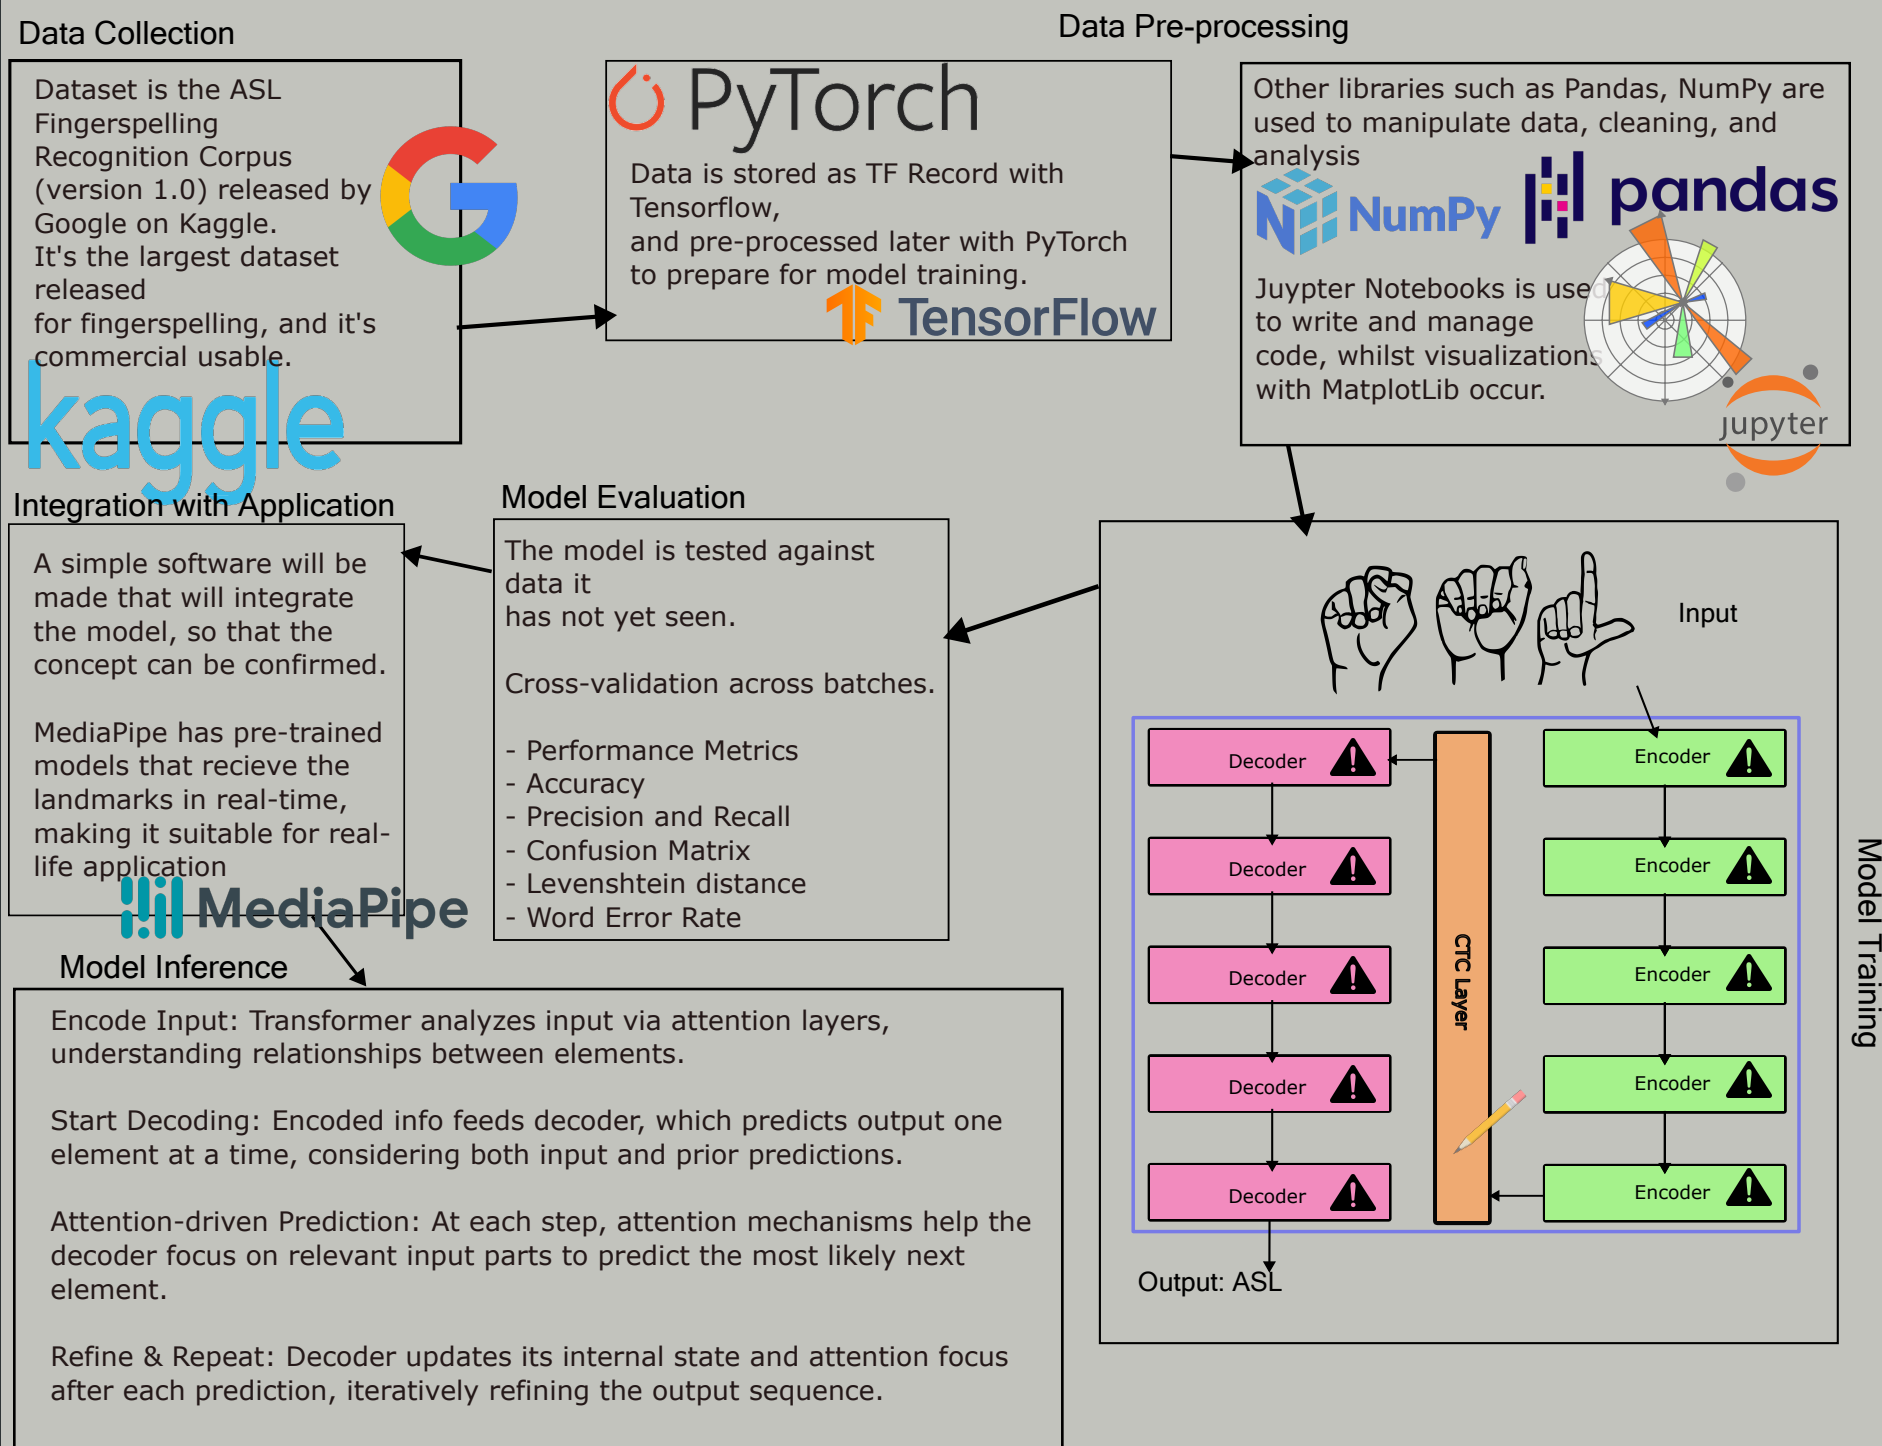 Data Collection
Dataset is the ASL
Fingerspelling
Recognition Corpus
(version 1.0) released by
Google on Kaggle.
It's the largest dataset
released
for fingerspelling, and it's
commercial usable.
kaggle
Data Pre-processing
PyTorch
Data is stored as TF Record with
Tensorflow,
and pre-processed later with PyTorch
to prepare for model training.
TensorFlow
Other libraries such as Pandas, NumPy are
used to manipulate data, cleaning, and
analysis
NumPy
pandas
Juypter Notebooks is used
to write and manage
code, whilst visualizations
with MatplotLib occur.
jupyter
Model Training
Input
Encoder
Encoder
Encoder
Encoder
Encoder
CTC Layer
Decoder
Decoder
Decoder
Decoder
Decoder
Output: ASL
Model Evaluation
The model is tested against
data it
has not yet seen.
Cross-validation across batches.
- Performance Metrics
- Accuracy
- Precision and Recall
- Confusion Matrix
- Levenshtein distance
- Word Error Rate
Integration with Application
A simple software will be
made that will integrate
the model, so that the
concept can be confirmed.
MediaPipe has pre-trained
models that recieve the
landmarks in real-time,
making it suitable for real-
life application
MediaPipe
Model Inference
Encode Input: Transformer analyzes input via attention layers,
understanding relationships between elements.
Start Decoding: Encoded info feeds decoder, which predicts output one
element at a time, considering both input and prior predictions.
Attention-driven Prediction: At each step, attention mechanisms help the
decoder focus on relevant input parts to predict the most likely next
element.
Refine & Repeat: Decoder updates its internal state and attention focus
after each prediction, iteratively refining the output sequence.